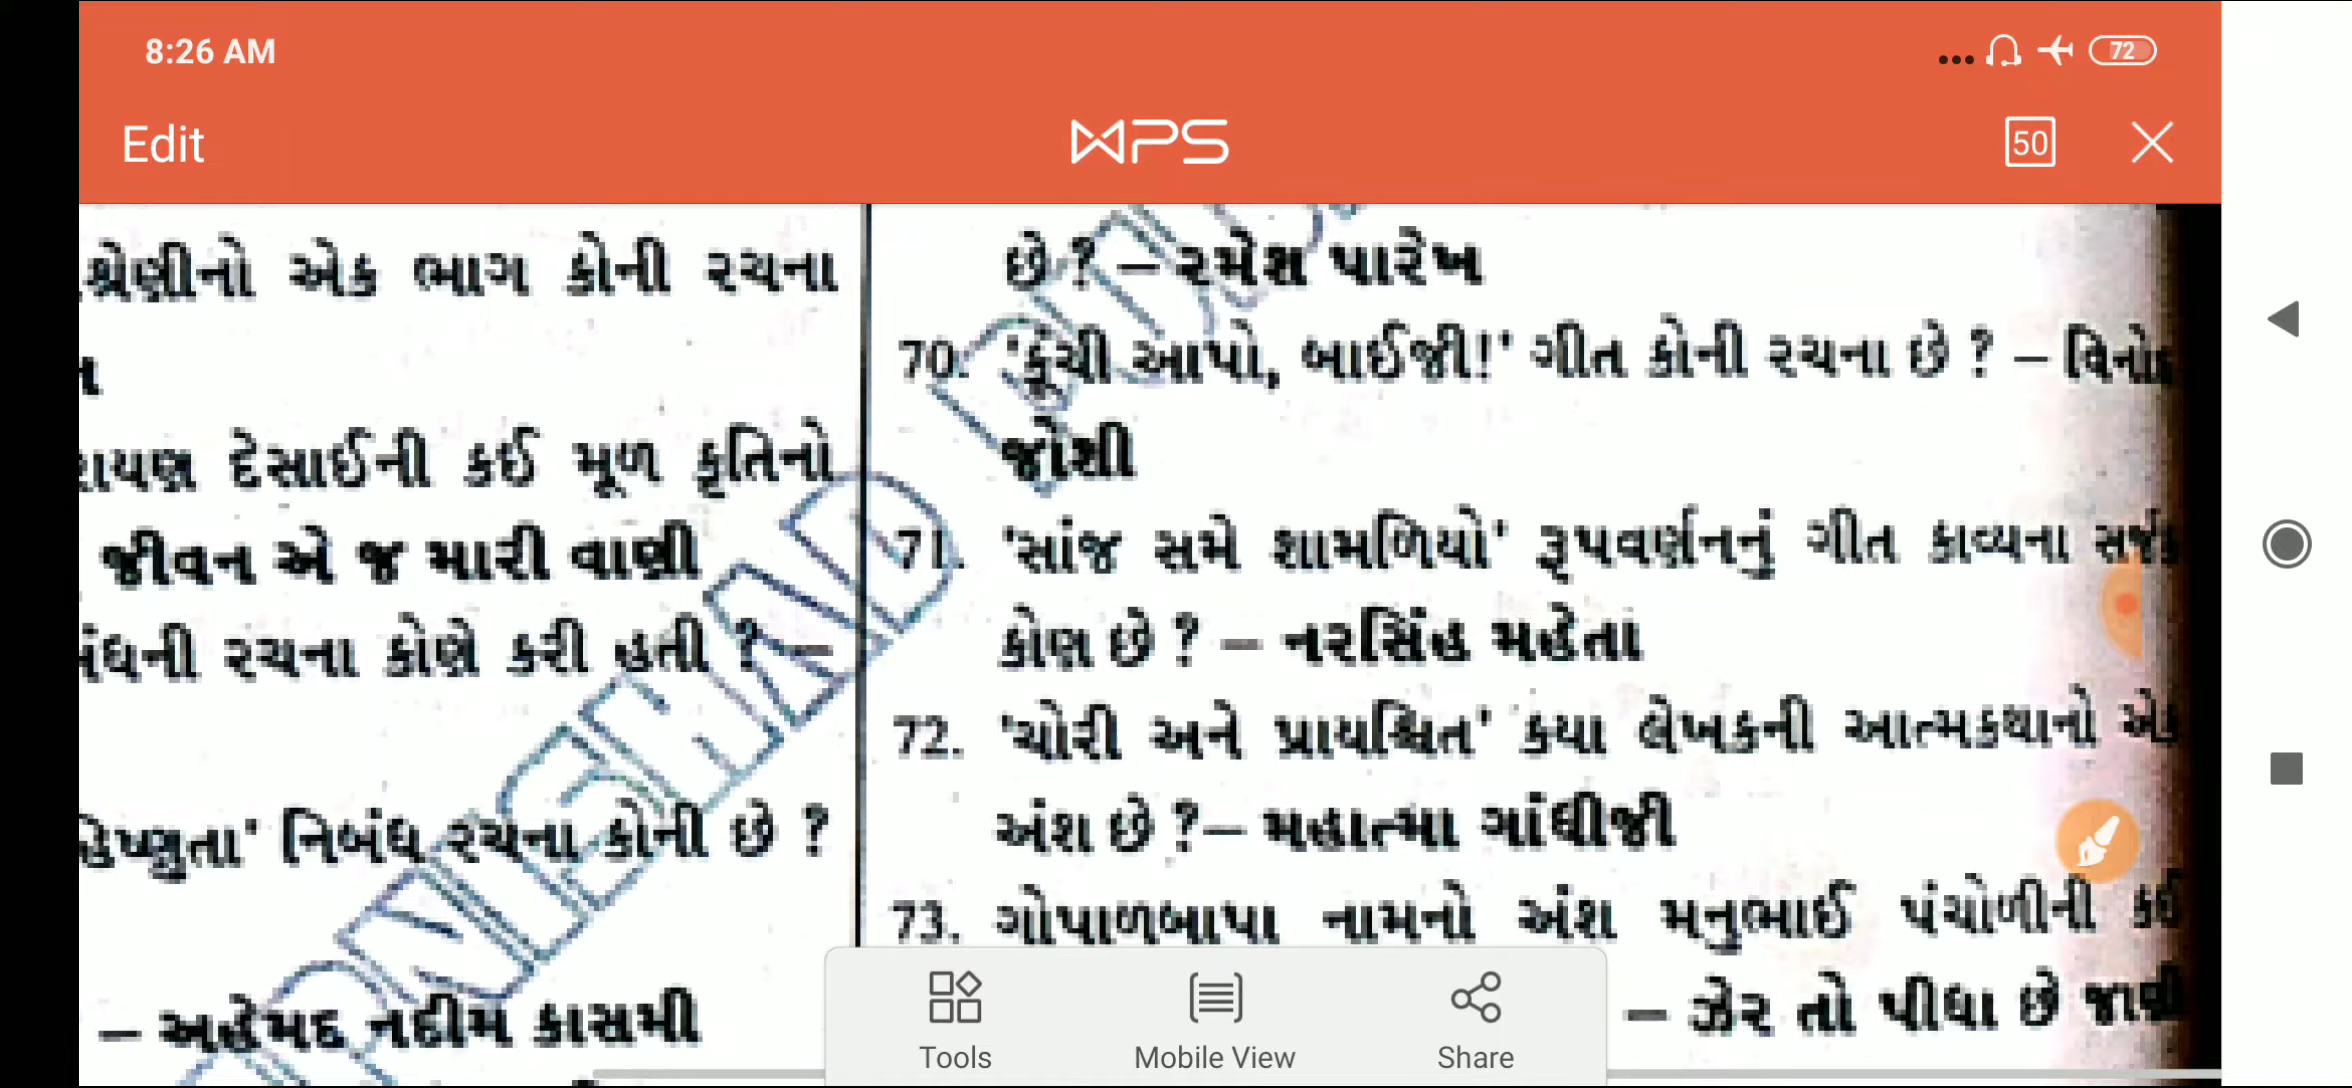 8:26 AM
72
Edit
WPS
50
શ્રેણીનો એક ભાગ કોની રચના
દેસાઈની કઈ મૂળ કૃતિનો
જીવન એ જ મારી વાણી
રચના કોણે કરી હતી ? –
નિબંધ રચના કોની છે ?
– અહેમદ નદીમ કાસમી
છે ? – રમેશ પારેખ
70. 'કૂંચી આપો, બાઈજી!' ગીત કોની રચના છે ? – વિનોદ
જોશી
71. 'સાંજ સમે શામળિયો' રૂપવર્ણનનું ગીત કાવ્યના સર્જક
કોણ છે ? – નરસિંહ મહેતા
72. 'ચોરી અને પ્રાયશ્ચિત' કયા લેખકની આત્મકથાનો એક
અંશ છે ?– મહાત્મા ગાંધીજી
73. ગોપાળબાપા નામનો અંશ મનુભાઈ પંચોળીની કઈ
– ઝેર તો પીધા છે જાણી
Tools
Mobile View
Share